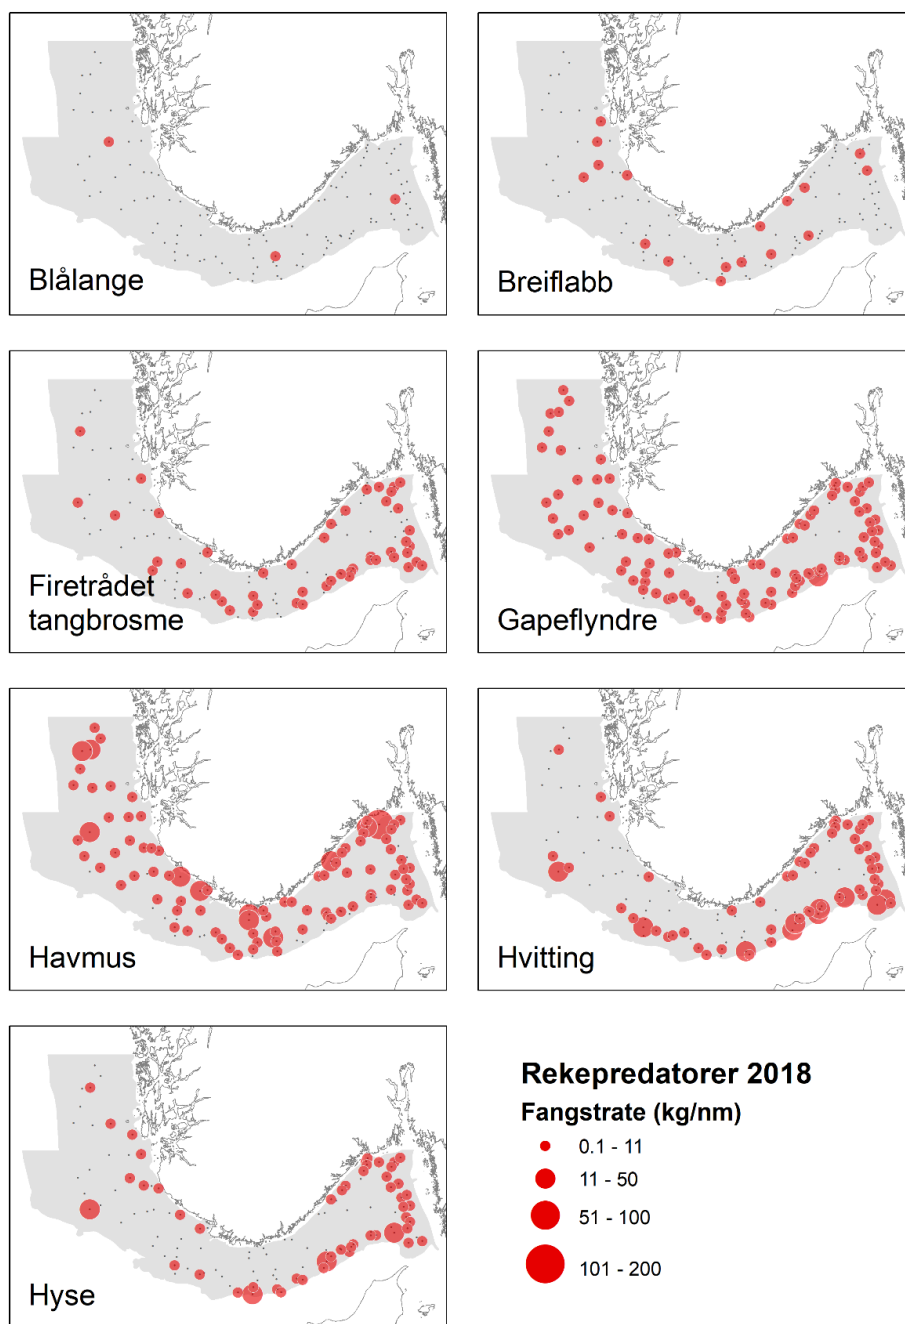 Blålange
Breiflabb
Firetrådet
tangbrosme
Gapeflyndre
Havmus
Hvitting
Hyse
Rekepredatorer 2018
Fangstrate (kg/nm)
0.1 - 11
11 - 50
51 - 100
101 - 200